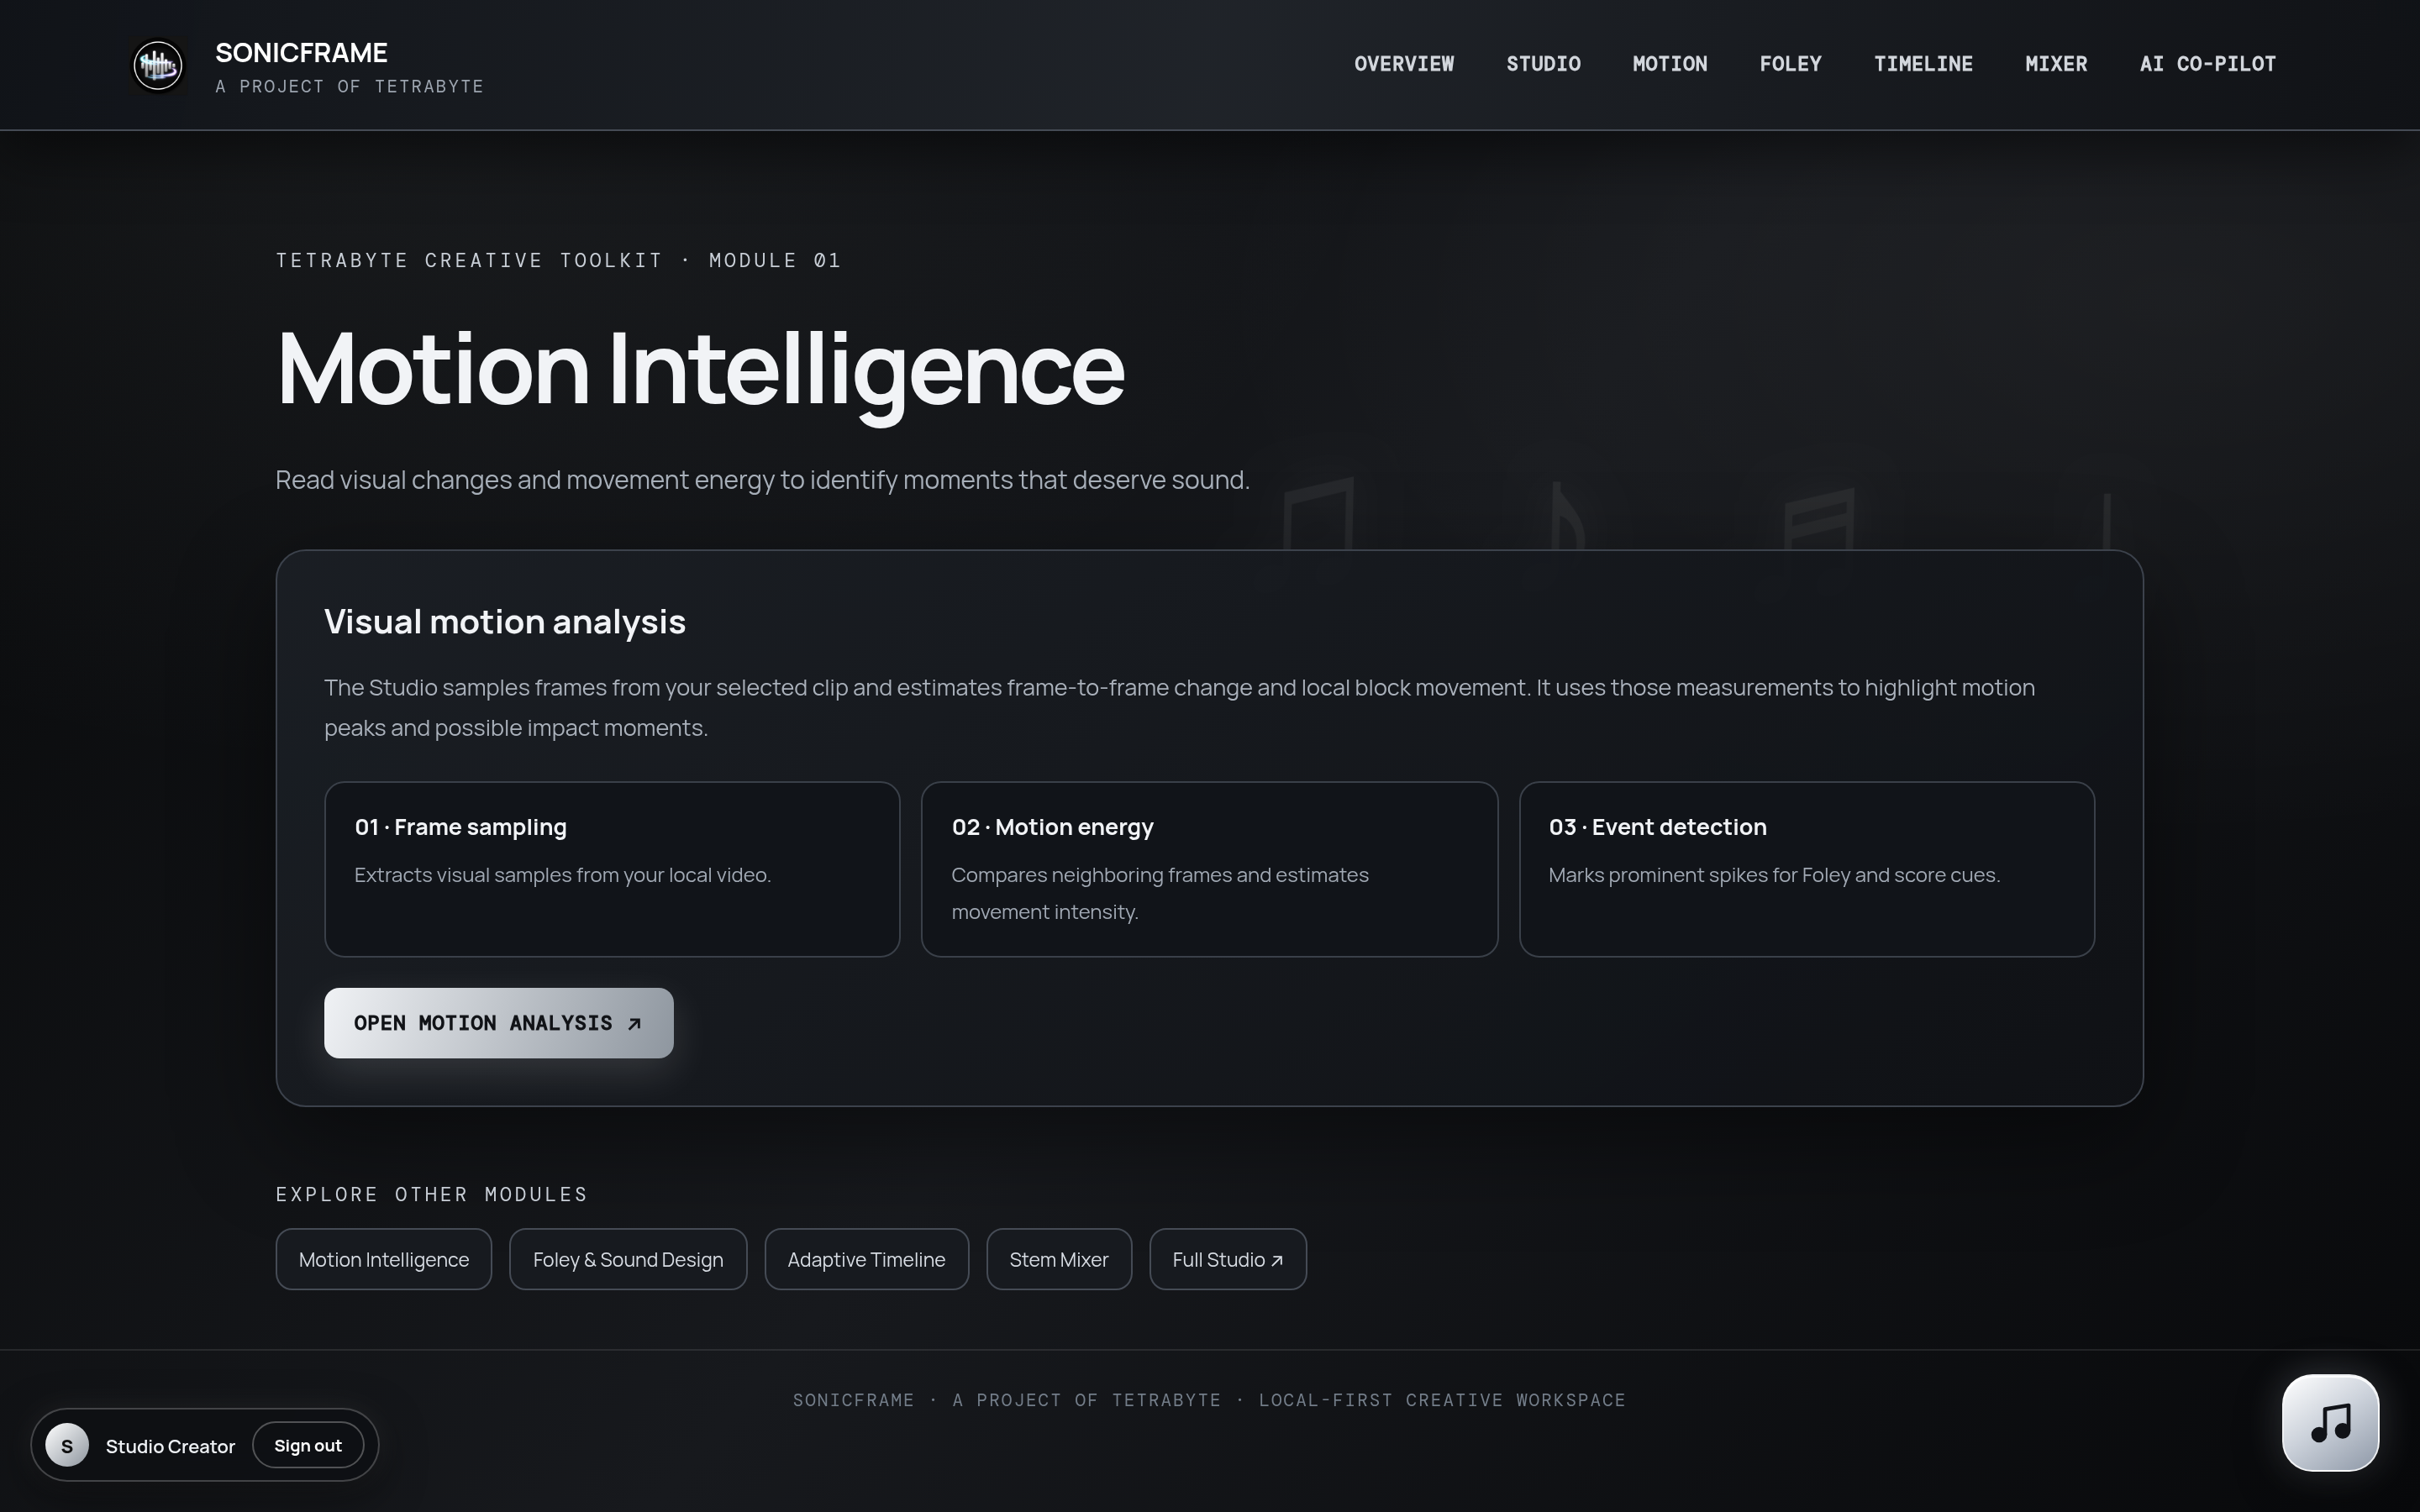 SONICFRAME
A PROJECT OF TETRABYTE
OVERVIEW STUDIO MOTION FOLEY TIMELINE MIXER AI CO-PILOT
TETRABYTE CREATIVE TOOLKIT · MODULE 01
Motion Intelligence
Read visual changes and movement energy to identify moments that deserve sound.
Visual motion analysis
The Studio samples frames from your selected clip and estimates frame-to-frame change and local block movement. It uses those measurements to highlight motion
peaks and possible impact moments.
01 · Frame sampling
Extracts visual samples from your local video.
02 · Motion energy
Compares neighboring frames and estimates
movement intensity.
03 · Event detection
Marks prominent spikes for Foley and score cues.
OPEN MOTION ANALYSIS ↗
EXPLORE OTHER MODULES
Motion Intelligence
Foley & Sound Design
Adaptive Timeline
Stem Mixer
Full Studio ↗
SONICFRAME · A PROJECT OF TETRABYTE · LOCAL-FIRST CREATIVE WORKSPACE
S Studio Creator Sign out